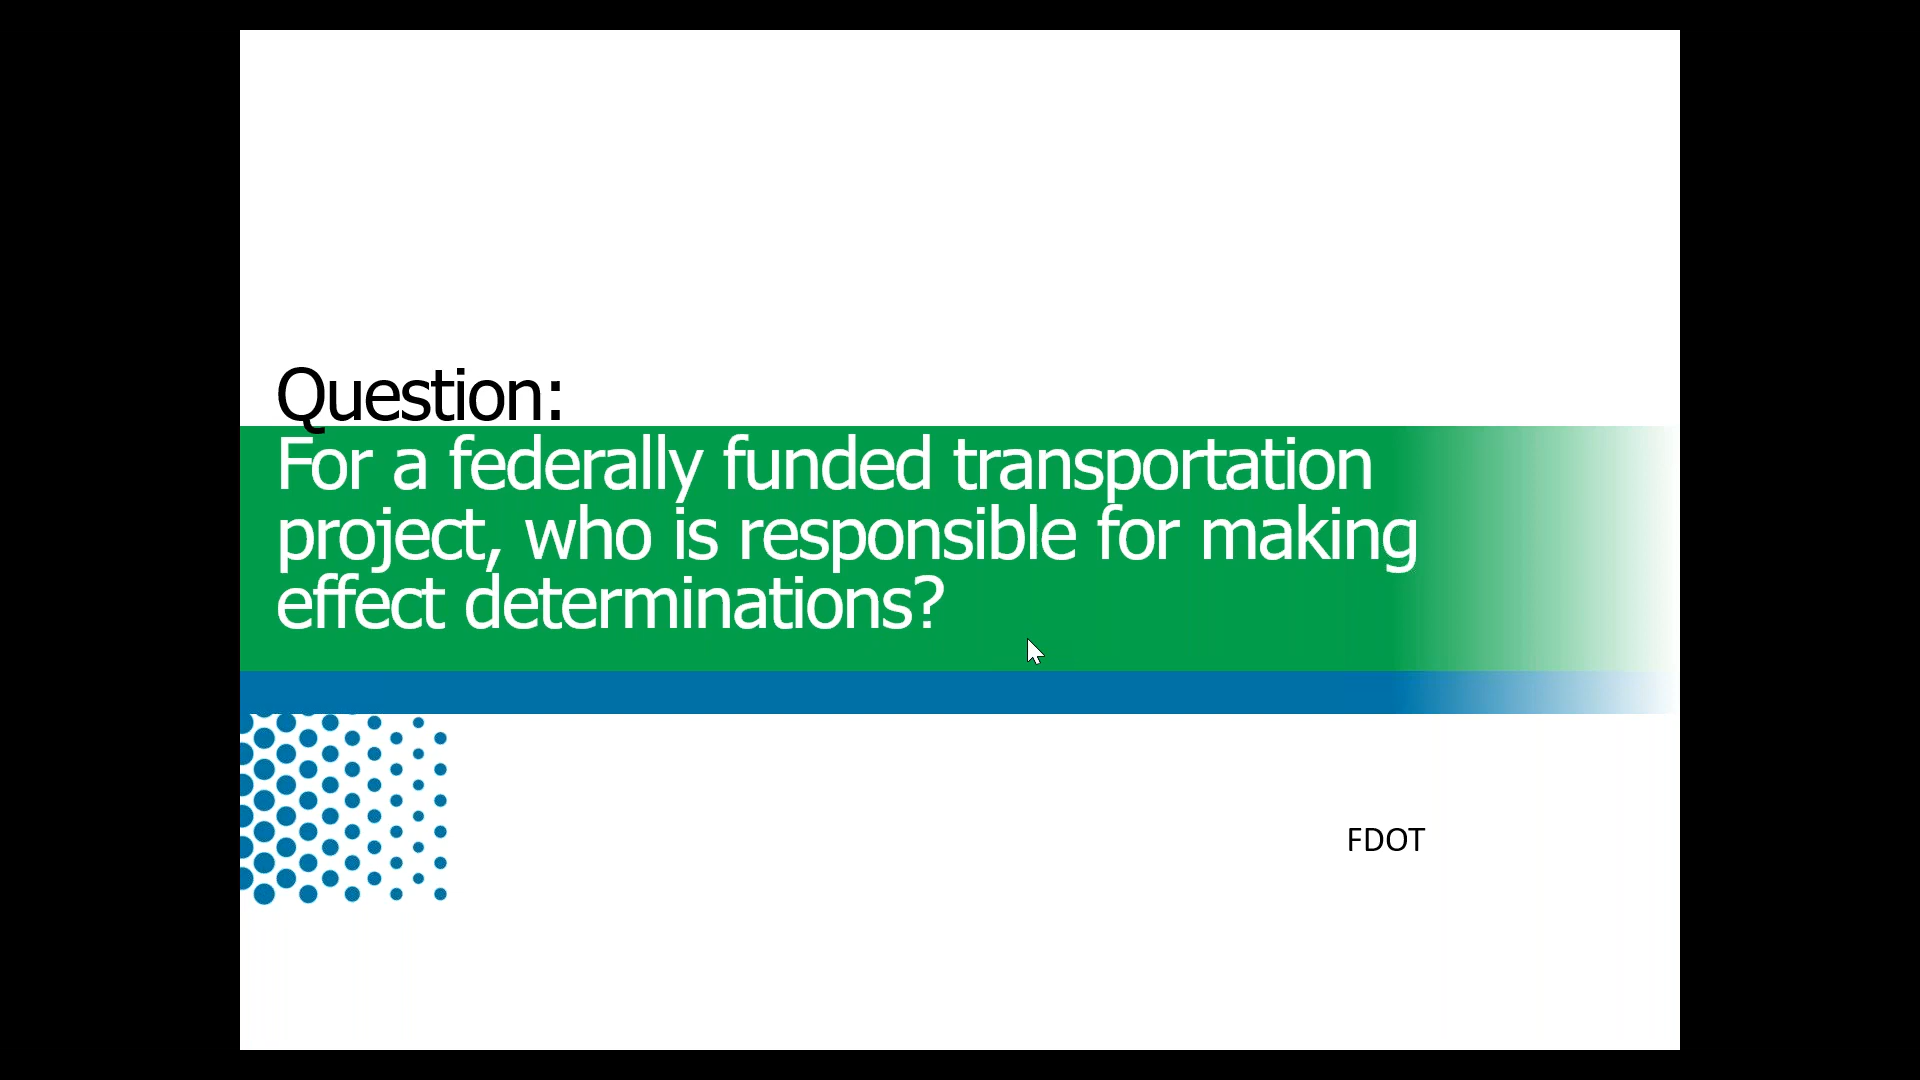 Question:
For a federally funded transportation
project, who is responsible for making
effect determinations?
FDOT